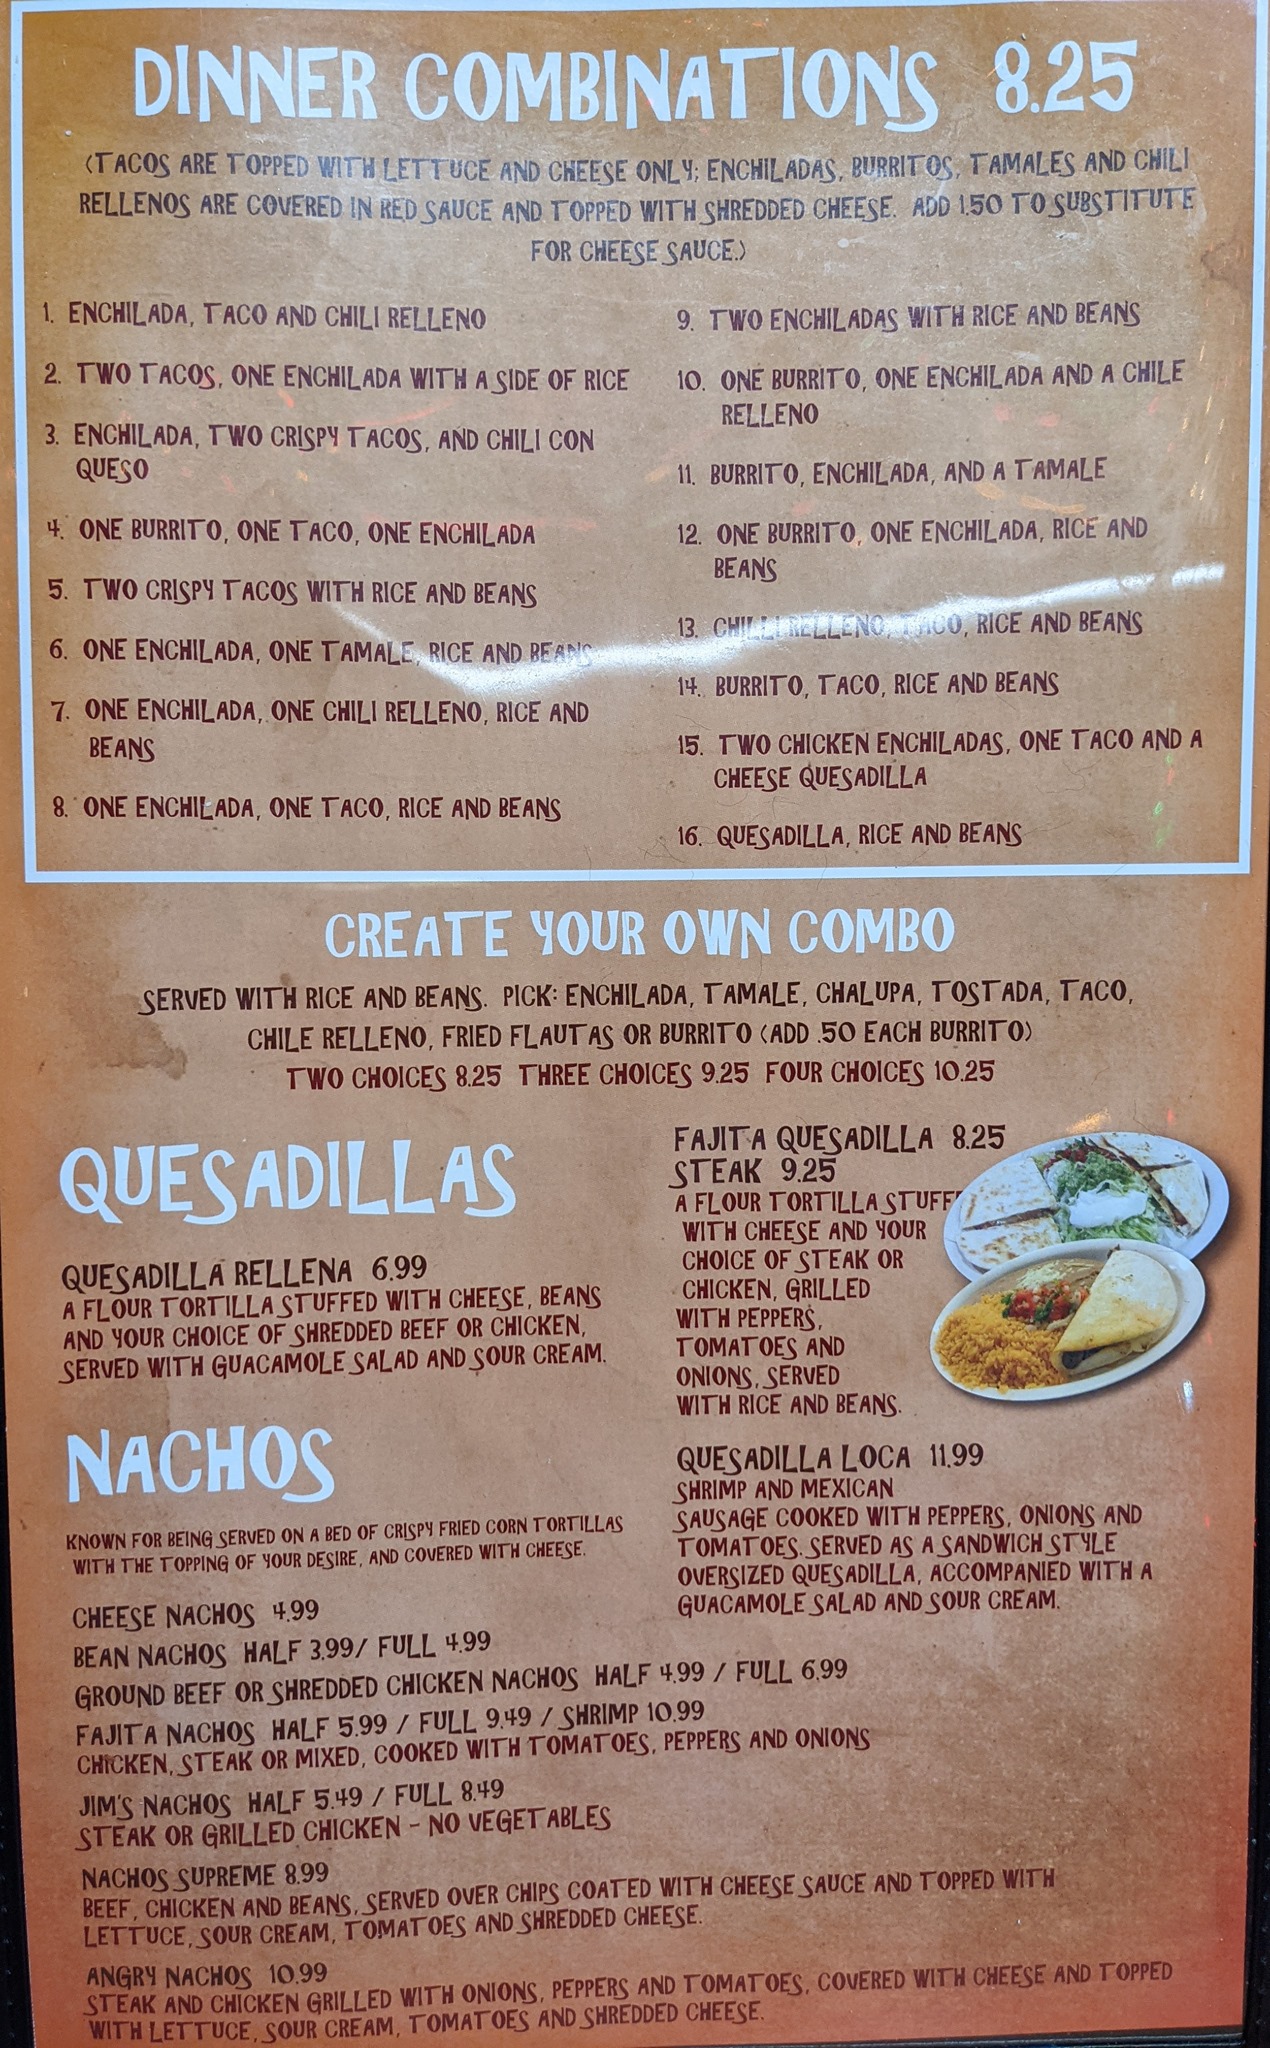 DINNER COMBINATIONS 8.25
(TACOS ARE TOPPED WITH LETTUCE AND CHEESE ONLY; ENCHILADAS, BURRITOS, TAMALES AND CHILI
RELLENOS ARE COVERED IN RED SAUCE AND TOPPED WITH SHREDDED CHEESE. ADD 1.50 TO SUBSTITUTE
FOR CHEESE SAUCE.)
1. ENCHILADA, TACO AND CHILI RELLENO
2. TWO TACOS, ONE ENCHILADA WITH A SIDE OF RICE
3. ENCHILADA, TWO CRISPY TACOS, AND CHILI CON
QUESO
4. ONE BURRITO, ONE TACO, ONE ENCHILADA
5. TWO CRISPY TACOS WITH RICE AND BEANS
6. ONE ENCHILADA, ONE TAMALE, RICE AND BEANS
7. ONE ENCHILADA, ONE CHILI RELLENO, RICE AND
BEANS
8. ONE ENCHILADA, ONE TACO, RICE AND BEANS
9. TWO ENCHILADAS WITH RICE AND BEANS
10. ONE BURRITO, ONE ENCHILADA AND A CHILE
RELLENO
11. BURRITO, ENCHILADA, AND A TAMALE
12. ONE BURRITO, ONE ENCHILADA, RICE AND
BEANS
13. CHILLI RELLENO, TACO, RICE AND BEANS
14. BURRITO, TACO, RICE AND BEANS
15. TWO CHICKEN ENCHILADAS, ONE TACO AND A
CHEESE QUESADILLA
16. QUESADILLA, RICE AND BEANS
CREATE YOUR OWN COMBO
SERVED WITH RICE AND BEANS. PICK: ENCHILADA, TAMALE, CHALUPA, TOSTADA, TACO,
CHILE RELLENO, FRIED FLAUTAS OR BURRITO (ADD .50 EACH BURRITO)
TWO CHOICES 8.25 THREE CHOICES 9.25 FOUR CHOICES 10.25
QUESADILLAS
QUESADILLA RELLENA 6.99
A FLOUR TORTILLA STUFFED WITH CHEESE, BEANS
AND YOUR CHOICE OF SHREDDED BEEF OR CHICKEN,
SERVED WITH GUACAMOLE SALAD AND SOUR CREAM.
FAJITA QUESADILLA 8.25
STEAK 9.25
A FLOUR TORTILLA STUFF
WITH CHEESE AND YOUR
CHOICE OF STEAK OR
CHICKEN, GRILLED
WITH PEPPERS,
TOMATOES AND
ONIONS, SERVED
WITH RICE AND BEANS.
QUESADILLA LOCA 11.99
SHRIMP AND MEXICAN
SAUSAGE COOKED WITH PEPPERS, ONIONS AND
TOMATOES. SERVED AS A SANDWICH STYLE
OVERSIZED QUESADILLA, ACCOMPANIED WITH A
GUACAMOLE SALAD AND SOUR CREAM.
NACHOS
KNOWN FOR BEING SERVED ON A BED OF CRISPY FRIED CORN TORTILLAS
WITH THE TOPPING OF YOUR DESIRE, AND COVERED WITH CHEESE.
CHEESE NACHOS 4.99
BEAN NACHOS HALF 3.99/ FULL 4.99
GROUND BEEF OR SHREDDED CHICKEN NACHOS HALF 4.99 / FULL 6.99
FAJITA NACHOS HALF 5.99 / FULL 9.49 / SHRIMP 10.99
CHICKEN, STEAK OR MIXED, COOKED WITH TOMATOES, PEPPERS AND ONIONS
JIM'S NACHOS HALF 5.49 / FULL 8.49
STEAK OR GRILLED CHICKEN - NO VEGETABLES
NACHOS SUPREME 8.99
BEEF, CHICKEN AND BEANS, SERVED OVER CHIPS COATED WITH CHEESE SAUCE AND TOPPED WITH
LETTUCE, SOUR CREAM, TOMATOES AND SHREDDED CHEESE.
ANGRY NACHOS 10.99
STEAK AND CHICKEN GRILLED WITH ONIONS, PEPPERS AND TOMATOES, COVERED WITH CHEESE AND TOPPED
WITH LETTUCE, SOUR CREAM, TOMATOES AND SHREDDED CHEESE.